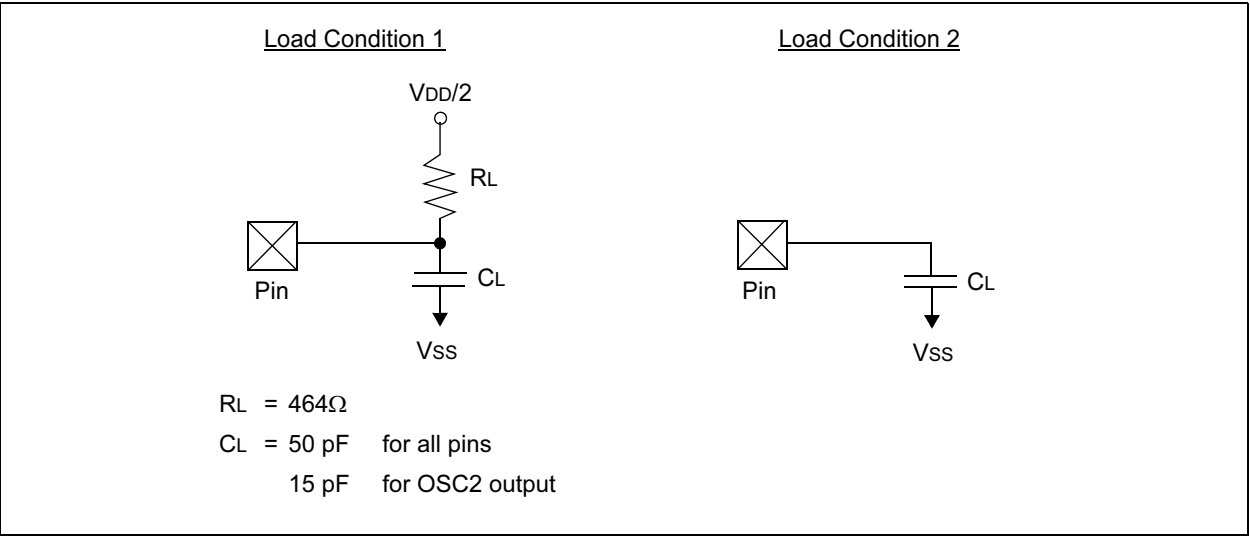 Load Condition 1
VDD/2
RL
Pin
CL
VSS
RL = 464Ω
CL = 50 pF for all pins
15 pF for OSC2 output
Load Condition 2
Pin
CL
VSS